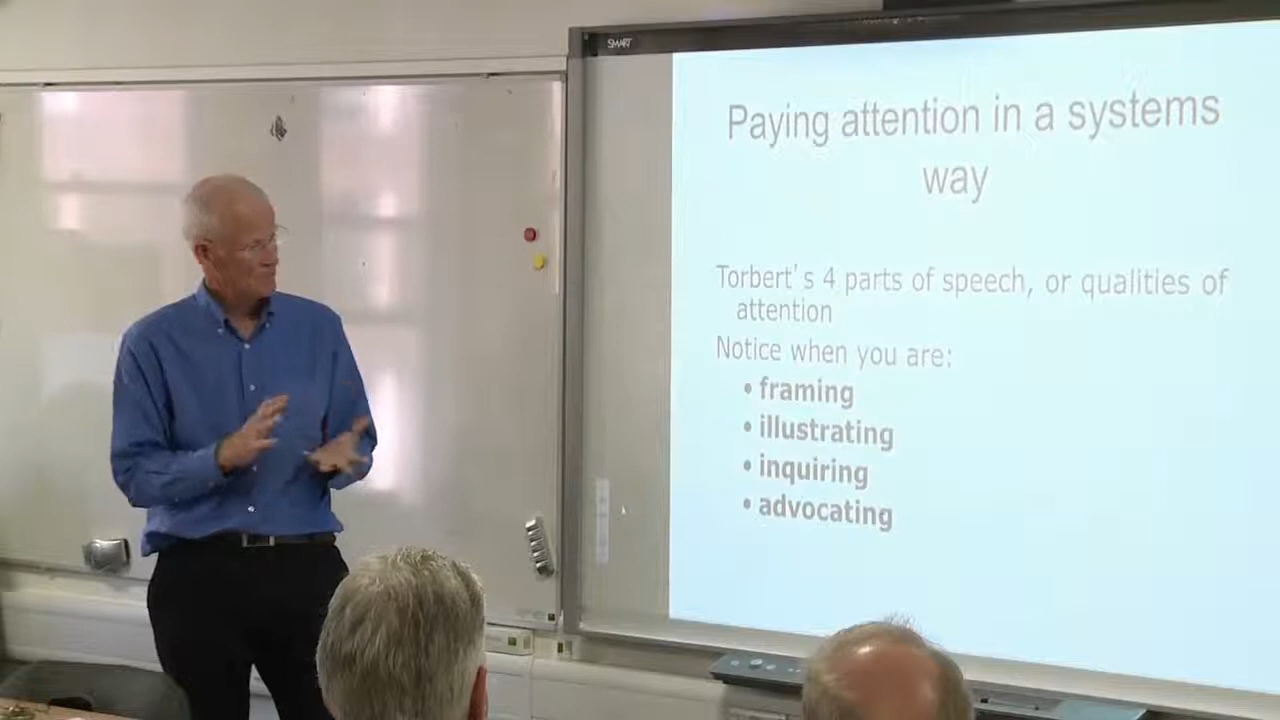 SMART
Paying attention in a systems
way
Torbert's 4 parts of speech, or qualities of
attention
Notice when you are:
• framing
• illustrating
• inquiring
• advocating